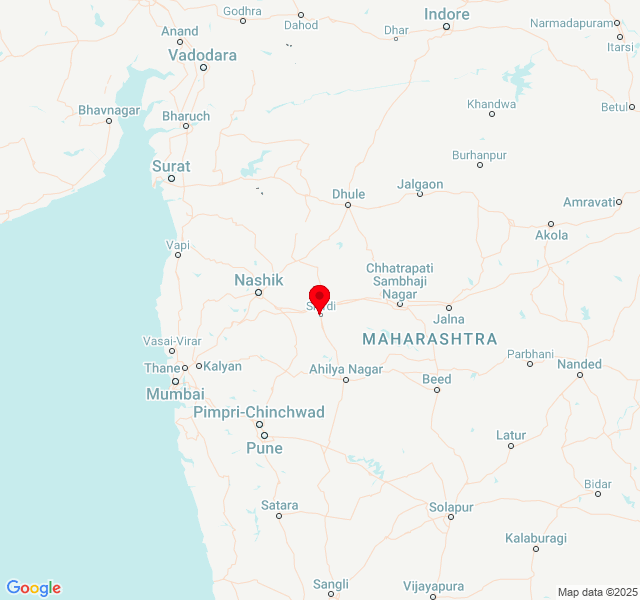 Godhra
Dahod
Indore
Narmadapuram
Itarsi
Anand
Dhar
Vadodara
Khandwa
Betul
Bhavnagar
Bharuch
Burhanpur
Surat
Jalgaon
Dhule
Amravati
Akola
Vapi
Nashik
Chhatrapati
Sambhaji
Nagar
Jalna
MAHARASHTRA
Vasai-Virar
Parbhani
Thane
Kalyan
Ahilya Nagar
Nanded
Beed
Mumbai
Pimpri-Chinchwad
Pune
Latur
Bidar
Satara
Solapur
Kalaburagi
Sangli
Vijayapura
Google
Map data ©2025